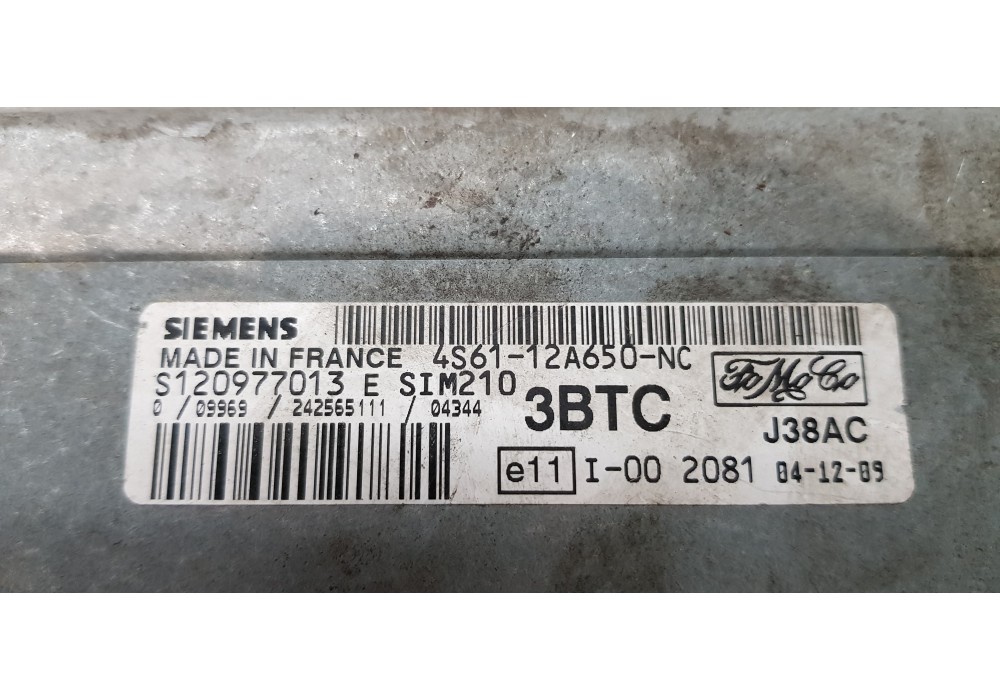 SIEMENS
MADE IN FRANCE 4S61-12A650-NC
S120977013 E SIM210
0 /09969 /242565111 /04344
3BTC
FoMoCo
J38AC
e11 I-00 2081 04-12-09